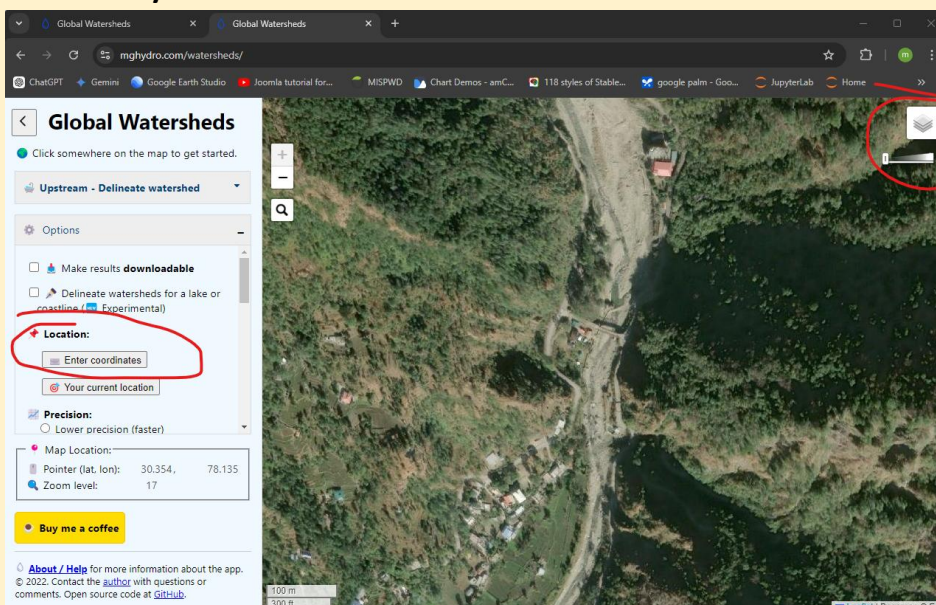 Global Watersheds
Global Watersheds
mghydro.com/watersheds/
m
ChatGPT
Gemini
Google Earth Studio
Joomla tutorial for...
MISPWD
Chart Demos - amC...
118 styles of Stable...
google palm - Goo...
JupyterLab
Home
Global Watersheds
Click somewhere on the map to get started.
Upstream - Delineate watershed
Options
Make results downloadable
Delineate watersheds for a lake or
coastline (Experimental)
Location:
Enter coordinates
Your current location
Precision:
Lower precision (faster)
Map Location:
Pointer (lat, lon): 30.354, 78.135
Zoom level: 17
Buy me a coffee
About / Help for more information about the app.
© 2022. Contact the author with questions or
comments. Open source code at GitHub.
100 m
300 ft